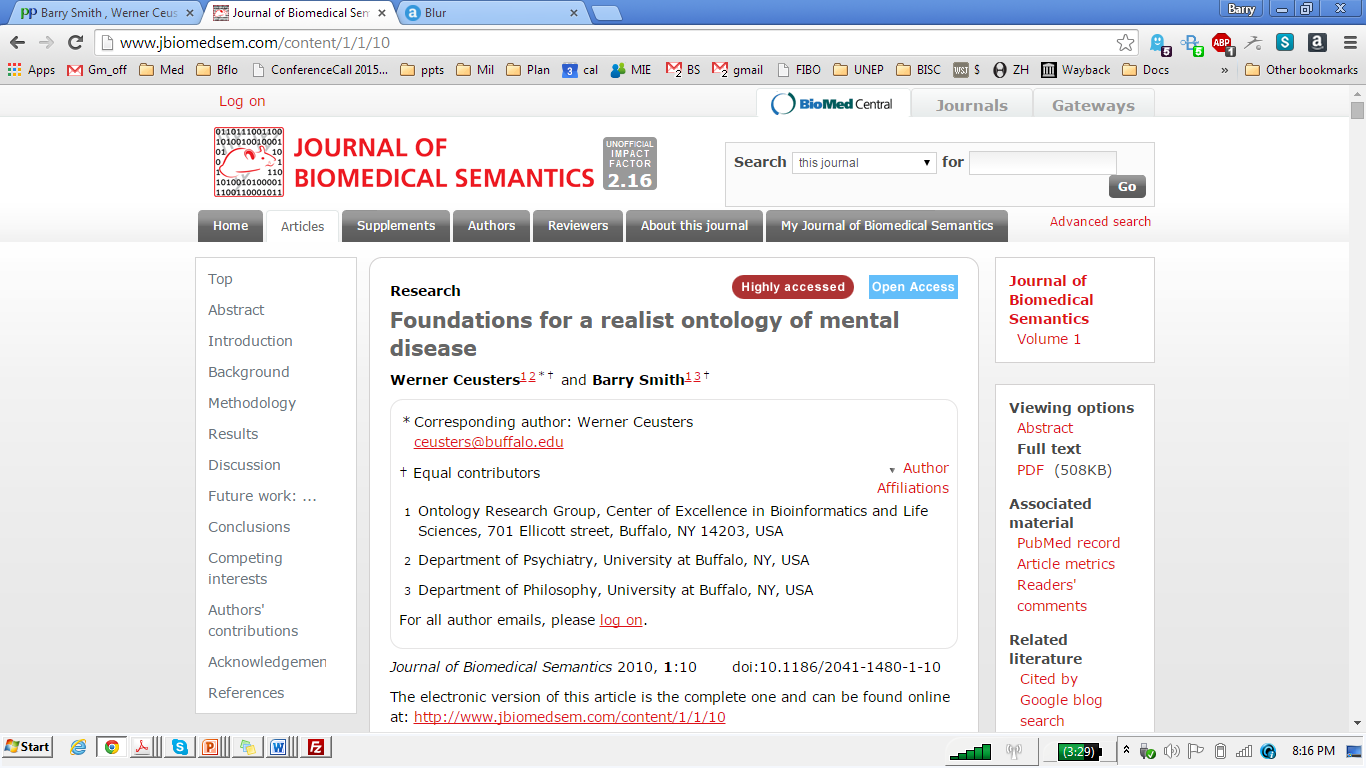 Barry Smith , Werner Ceus
Journal of Biomedical Sem
Blur
Barry
www.jbiomedsem.com/content/1/1/10
5
5
ABP
1
S
a
Apps
Gm_off
Med
Bflo
ConferenceCall 2015...
ppts
Mil
Plan
3 cal
MIE
2 BS
2 gmail
FIBO
UNEP
BISC
WSJ $
ZH
Wayback
Docs
»
Other bookmarks
Log on
BioMed Central
Journals
Gateways
0110111001100
1010010010001
1010010100001
1100110001011
JOURNAL OF
BIOMEDICAL SEMANTICS
UNOFFICIAL
IMPACT
FACTOR
2.16
Search this journal for
Go
Advanced search
Home
Articles
Supplements
Authors
Reviewers
About this journal
My Journal of Biomedical Semantics
Top
Abstract
Introduction
Background
Methodology
Results
Discussion
Future work: ...
Conclusions
Competing
interests
Authors'
contributions
Acknowledgemen
References
Research
Highly accessed
Open Access
Foundations for a realist ontology of mental
disease
Werner Ceusters12*† and Barry Smith13†
* Corresponding author: Werner Ceusters
ceusters@buffalo.edu
† Equal contributors
Author
Affiliations
1 Ontology Research Group, Center of Excellence in Bioinformatics and Life
Sciences, 701 Ellicott street, Buffalo, NY 14203, USA
2 Department of Psychiatry, University at Buffalo, NY, USA
3 Department of Philosophy, University at Buffalo, NY, USA
For all author emails, please log on.
Journal of Biomedical Semantics 2010, 1:10 doi:10.1186/2041-1480-1-10
The electronic version of this article is the complete one and can be found online
at: http://www.jbiomedsem.com/content/1/1/10
Journal of
Biomedical
Semantics
Volume 1
Viewing options
Abstract
Full text
PDF (508KB)
Associated
material
PubMed record
Article metrics
Readers'
comments
Related
literature
Cited by
Google blog
search
Start
(3:29)
8:16 PM